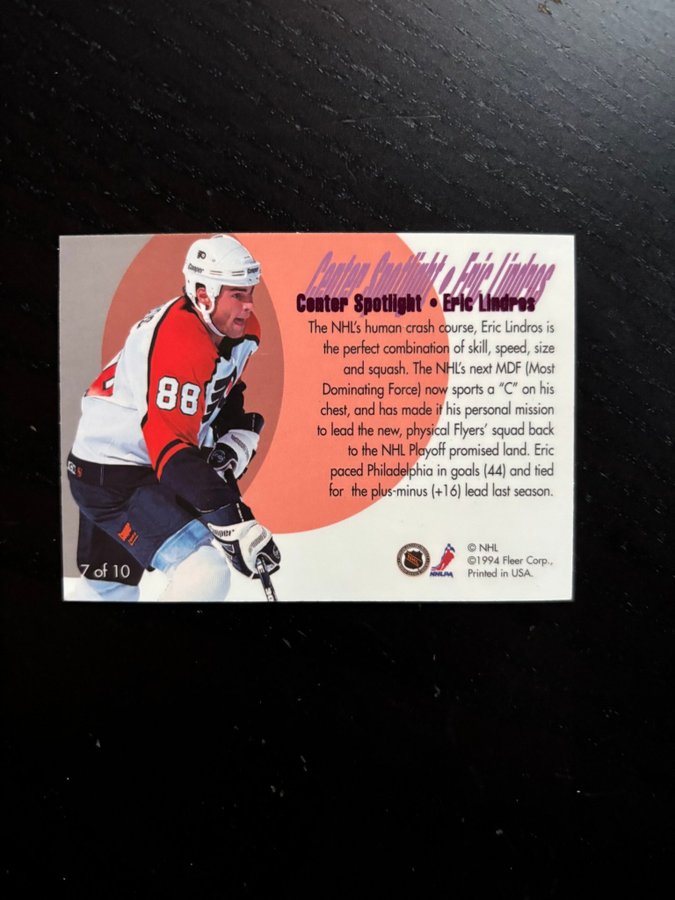 Center Spotlight • Eric Lindros
Center Spotlight • Eric Lindros
The NHL's human crash course, Eric Lindros is
the perfect combination of skill, speed, size
and squash. The NHL's next MDF (Most
Dominating Force) now sports a "C" on his
chest, and has made it his personal mission
to lead the new, physical Flyers' squad back
to the NHL Playoff promised land. Eric
paced Philadelphia in goals (44) and tied
for the plus-minus (+16) lead last season.
Cooper
88
Cooper
7 of 10
NHLPA
© NHL
©1994 Fleer Corp.,
Printed in USA.